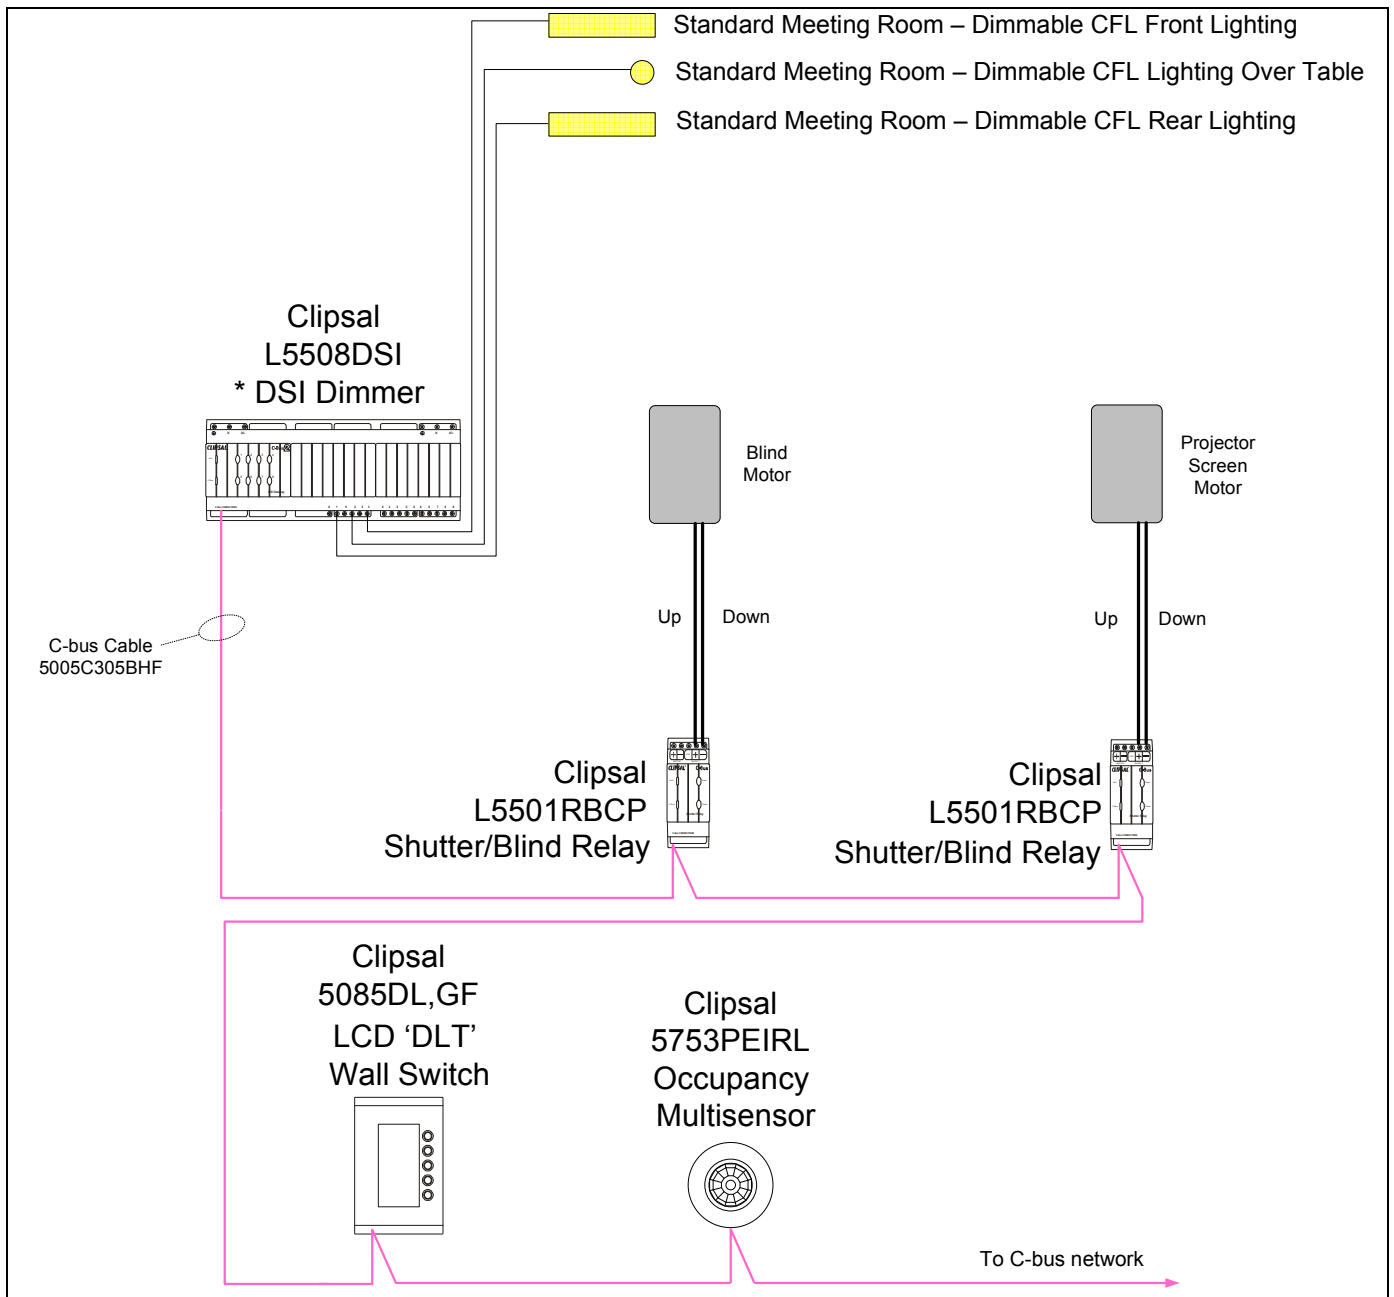 Standard Meeting Room – Dimmable CFL Front Lighting
Standard Meeting Room – Dimmable CFL Lighting Over Table
Standard Meeting Room – Dimmable CFL Rear Lighting
Clipsal
L5508DSI
* DSI Dimmer
CLIPSAL
Blind
Motor
Projector
Screen
Motor
Up
Down
Up
Down
C-bus Cable
5005C305BHF
Clipsal
L5501RBCP
Shutter/Blind Relay
CLIPSAL
Clipsal
L5501RBCP
Shutter/Blind Relay
CLIPSAL
Clipsal
5085DL,GF
LCD ‘DLT’
Wall Switch
Clipsal
5753PEIRL
Occupancy
Multisensor
To C-bus network